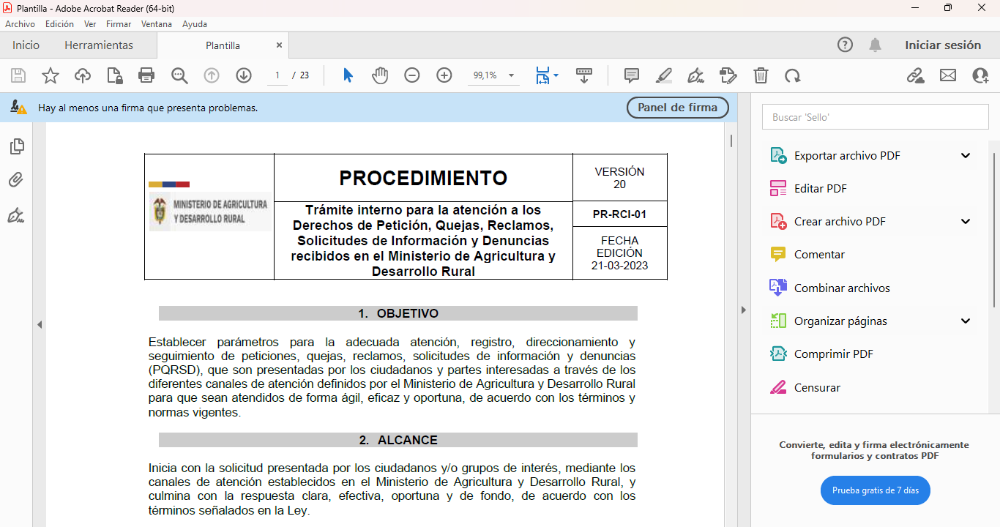 Plantilla - Adobe Acrobat Reader (64-bit)
Archivo Edición Ver Firmar Ventana Ayuda
Inicio Herramientas Plantilla Iniciar sesión
1 / 23 99,1%
Hay al menos una firma que presenta problemas. Panel de firma
Buscar 'Sello'
Exportar archivo PDF
Editar PDF
Crear archivo PDF
Comentar
Combinar archivos
Organizar páginas
Comprimir PDF
Censurar
Convierte, edita y firma electrónicamente
formularios y contratos PDF
Prueba gratis de 7 días
MINISTERIO DE AGRICULTURA
Y DESARROLLO RURAL
PROCEDIMIENTO
Trámite interno para la atención a los
Derechos de Petición, Quejas, Reclamos,
Solicitudes de Información y Denuncias
recibidos en el Ministerio de Agricultura y
Desarrollo Rural
VERSIÓN
20
PR-RCI-01
FECHA
EDICIÓN
21-03-2023
1. OBJETIVO
Establecer parámetros para la adecuada atención, registro, direccionamiento y
seguimiento de peticiones, quejas, reclamos, solicitudes de información y denuncias
(PQRSD), que son presentadas por los ciudadanos y partes interesadas a través de los
diferentes canales de atención definidos por el Ministerio de Agricultura y Desarrollo Rural
para que sean atendidos de forma ágil, eficaz y oportuna, de acuerdo con los términos y
normas vigentes.
2. ALCANCE
Inicia con la solicitud presentada por los ciudadanos y/o grupos de interés, mediante los
canales de atención establecidos en el Ministerio de Agricultura y Desarrollo Rural, y
culmina con la respuesta clara, efectiva, oportuna y de fondo, de acuerdo con los
términos señalados en la Ley.